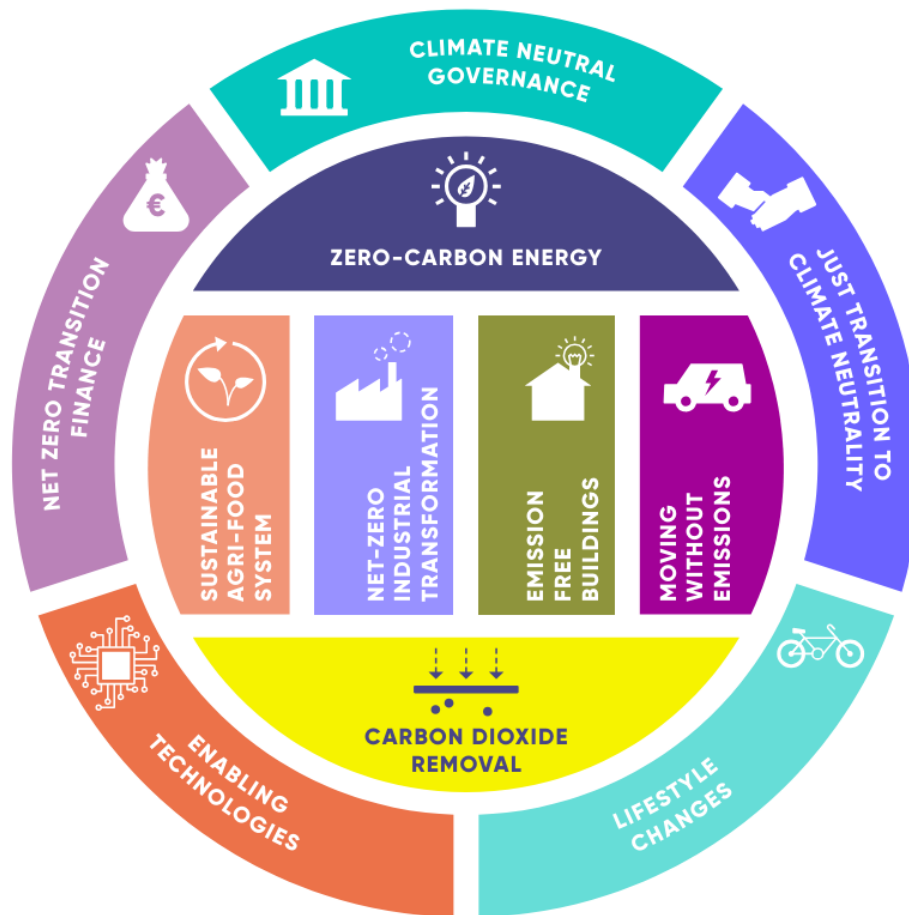 CLIMATE NEUTRAL
GOVERNANCE
€
NET ZERO TRANSITION
FINANCE
JUST TRANSITION TO
CLIMATE NEUTRALITY
ZERO-CARBON ENERGY
SUSTAINABLE
AGRI-FOOD
SYSTEM
NET-ZERO
INDUSTRIAL
TRANSFORMATION
EMISSION
FREE
BUILDINGS
MOVING
WITHOUT
EMISSIONS
CARBON DIOXIDE
REMOVAL
ENABLING
TECHNOLOGIES
LIFESTYLE
CHANGES